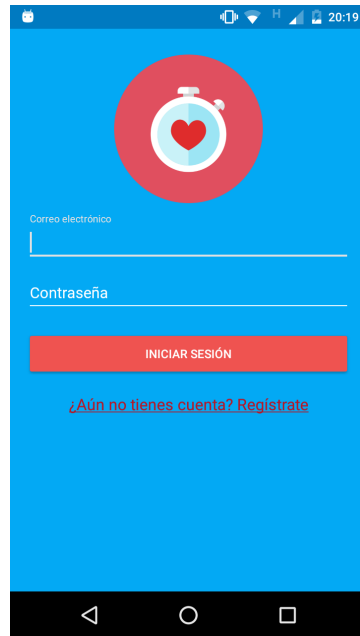 H 20:19
Correo electrónico
Contraseña
INICIAR SESIÓN
¿Aún no tienes cuenta? Regístrate